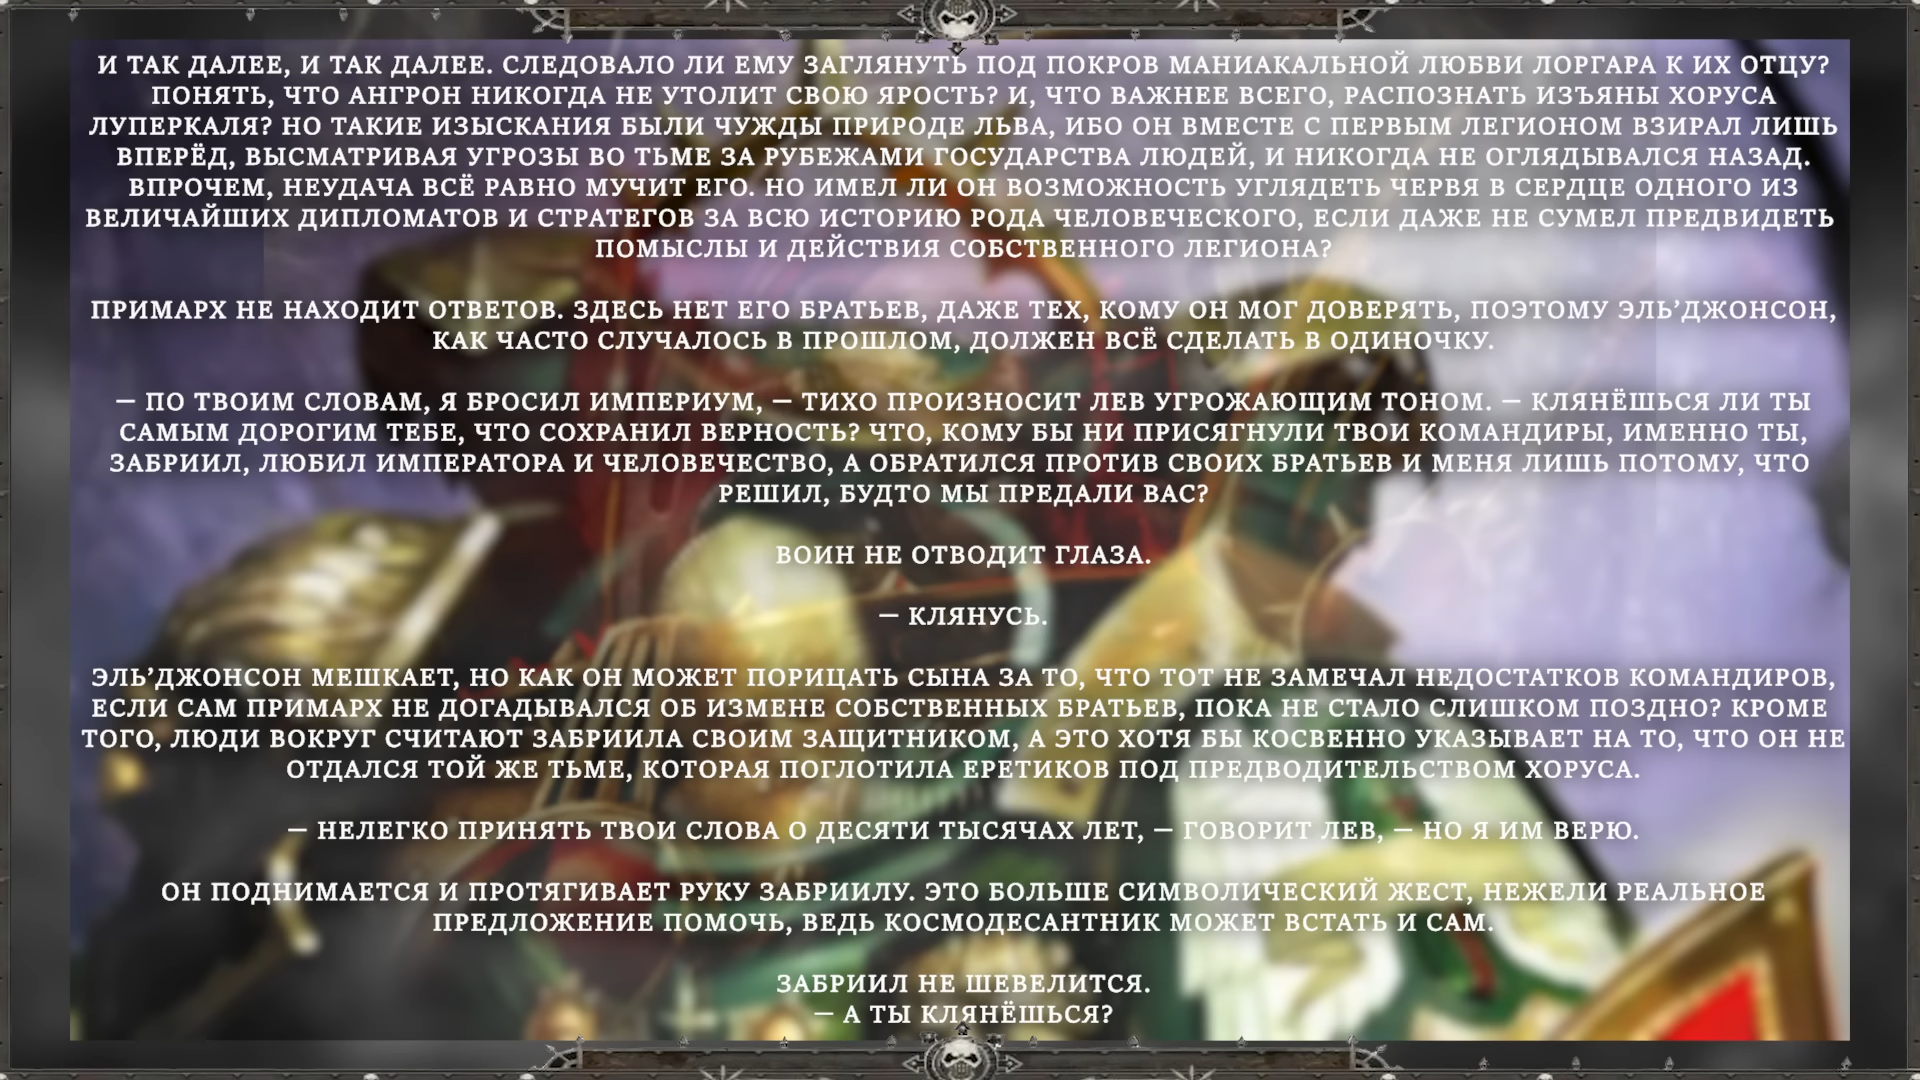 И ТАК ДАЛЕЕ, И ТАК ДАЛЕЕ. СЛЕДОВАЛО ЛИ ЕМУ ЗАГЛЯНУТЬ ПОД ПОКРОВ МАНИАКАЛЬНОЙ ЛЮБВИ ЛОРГАРА К ИХ ОТЦУ?
ПОНЯТЬ, ЧТО АНГРОН НИКОГДА НЕ УТОЛИТ СВОЮ ЯРОСТЬ? И, ЧТО ВАЖНЕЕ ВСЕГО, РАСПОЗНАТЬ ИЗЪЯНЫ ХОРУСА
ЛУПЕРКАЛЯ? НО ТАКИЕ ИЗЫСКАНИЯ БЫЛИ ЧУЖДЫ ПРИРОДЕ ЛЬВА, ИБО ОН ВМЕСТЕ С ПЕРВЫМ ЛЕГИОНОМ ВЗИРАЛ ЛИШЬ
ВПЕРЁД, ВЫСМАТРИВАЯ УГРОЗЫ ВО ТЬМЕ ЗА РУБЕЖАМИ ГОСУДАРСТВА ЛЮДЕЙ, И НИКОГДА НЕ ОГЛЯДЫВАЛСЯ НАЗАД.
ВПРОЧЕМ, НЕУДАЧА ВСЁ РАВНО МУЧИТ ЕГО. НО ИМЕЛ ЛИ ОН ВОЗМОЖНОСТЬ УГЛЯДЕТЬ ЧЕРВЯ В СЕРДЦЕ ОДНОГО ИЗ
ВЕЛИЧАЙШИХ ДИПЛОМАТОВ И СТРАТЕГОВ ЗА ВСЮ ИСТОРИЮ РОДА ЧЕЛОВЕЧЕСКОГО, ЕСЛИ ДАЖЕ НЕ СУМЕЛ ПРЕДВИДЕТЬ
ПОМЫСЛЫ И ДЕЙСТВИЯ СОБСТВЕННОГО ЛЕГИОНА?
ПРИМАРХ НЕ НАХОДИТ ОТВЕТОВ. ЗДЕСЬ НЕТ ЕГО БРАТЬЕВ, ДАЖЕ ТЕХ, КОМУ ОН МОГ ДОВЕРЯТЬ, ПОЭТОМУ ЭЛЬ’ДЖОНСОН,
КАК ЧАСТО СЛУЧАЛОСЬ В ПРОШЛОМ, ДОЛЖЕН ВСЁ СДЕЛАТЬ В ОДИНОЧКУ.
— ПО ТВОИМ СЛОВАМ, Я БРОСИЛ ИМПЕРИУМ, — ТИХО ПРОИЗНОСИТ ЛЕВ УГРОЖАЮЩИМ ТОНОМ. — КЛЯНЁШЬСЯ ЛИ ТЫ
САМЫМ ДОРОГИМ ТЕБЕ, ЧТО СОХРАНИЛ ВЕРНОСТЬ? ЧТО, КОМУ БЫ НИ ПРИСЯГНУЛИ ТВОИ КОМАНДИРЫ, ИМЕННО ТЫ,
ЗАБРИИЛ, ЛЮБИЛ ИМПЕРАТОРА И ЧЕЛОВЕЧЕСТВО, А ОБРАТИЛСЯ ПРОТИВ СВОИХ БРАТЬЕВ И МЕНЯ ЛИШЬ ПОТОМУ, ЧТО
РЕШИЛ, БУДТО МЫ ПРЕДАЛИ ВАС?
ВОИН НЕ ОТВОДИТ ГЛАЗА.
— КЛЯНУСЬ.
ЭЛЬ’ДЖОНСОН МЕШКАЕТ, НО КАК ОН МОЖЕТ ПОРИЦАТЬ СЫНА ЗА ТО, ЧТО ТОТ НЕ ЗАМЕЧАЛ НЕДОСТАТКОВ КОМАНДИРОВ,
ЕСЛИ САМ ПРИМАРХ НЕ ДОГАДЫВАЛСЯ ОБ ИЗМЕНЕ СОБСТВЕННЫХ БРАТЬЕВ, ПОКА НЕ СТАЛО СЛИШКОМ ПОЗДНО? КРОМЕ
ТОГО, ЛЮДИ ВОКРУГ СЧИТАЮТ ЗАБРИИЛА СВОИМ ЗАЩИТНИКОМ, А ЭТО ХОТЯ БЫ КОСВЕННО УКАЗЫВАЕТ НА ТО, ЧТО ОН НЕ
ОТДАЛСЯ ТОЙ ЖЕ ТЬМЕ, КОТОРАЯ ПОГЛОТИЛА ЕРЕТИКОВ ПОД ПРЕДВОДИТЕЛЬСТВОМ ХОРУСА.
— НЕЛЕГКО ПРИНЯТЬ ТВОИ СЛОВА О ДЕСЯТИ ТЫСЯЧАХ ЛЕТ, — ГОВОРИТ ЛЕВ, — НО Я ИМ ВЕРЮ.
ОН ПОДНИМАЕТСЯ И ПРОТЯГИВАЕТ РУКУ ЗАБРИИЛУ. ЭТО БОЛЬШЕ СИМВОЛИЧЕСКИЙ ЖЕСТ, НЕЖЕЛИ РЕАЛЬНОЕ
ПРЕДЛОЖЕНИЕ ПОМОЧЬ, ВЕДЬ КОСМОДЕСАНТНИК МОЖЕТ ВСТАТЬ И САМ.
ЗАБРИИЛ НЕ ШЕВЕЛИТСЯ.
— А ТЫ КЛЯНЁШЬСЯ?